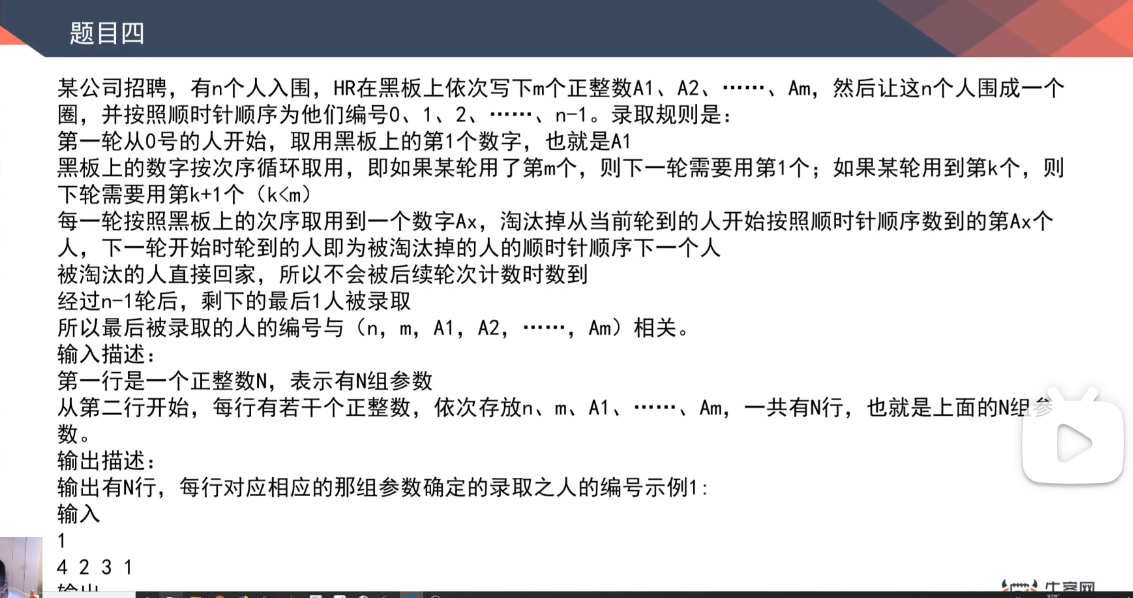 题目四
某公司招聘，有n个人入围，HR在黑板上依次写下m个正整数A1、A2、……、Am，然后让这n个人围成一个
圈，并按照顺时针顺序为他们编号0、1、2、……、n-1。录取规则是：
第一轮从0号的人开始，取用黑板上的第1个数字，也就是A1
黑板上的数字按次序循环取用，即如果某轮用了第m个，则下一轮需要用第1个；如果某轮用到第k个，则
下轮需要用第k+1个（k<m）
每一轮按照黑板上的次序取用到一个数字Ax，淘汰掉从当前轮到的人开始按照顺时针顺序数到的第Ax个
人，下一轮开始时轮到的人即为被淘汰掉的人的顺时针顺序下一个人
被淘汰的人直接回家，所以不会被后续轮次计数时数到
经过n-1轮后，剩下的最后1人被录取
所以最后被录取的人的编号与（n，m，A1，A2，……，Am）相关。
输入描述：
第一行是一个正整数N，表示有N组参数
从第二行开始，每行有若干个正整数，依次存放n、m、A1、……、Am，一共有N行，也就是上面的N组参
数。
输出描述：
输出有N行，每行对应相应的那组参数确定的录取之人的编号示例1:
输入
1
4 2 3 1
输出
牛客网